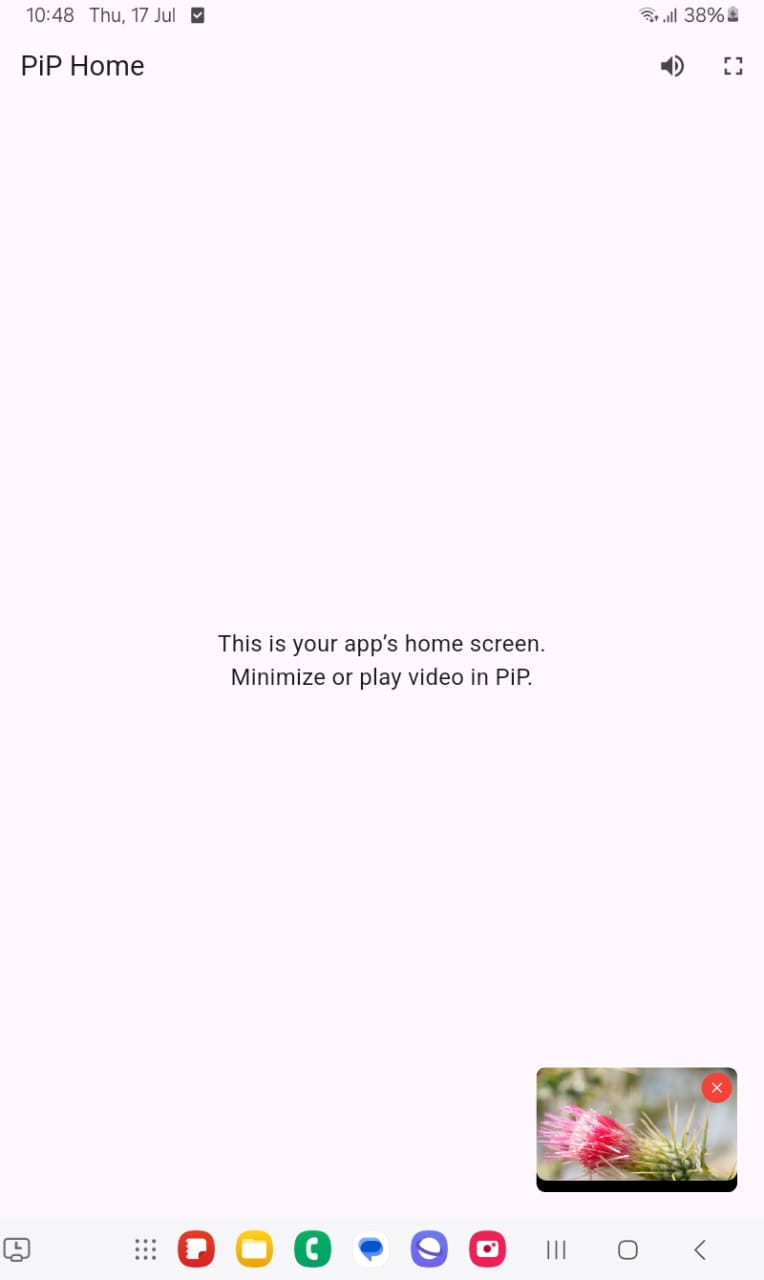 10:48 Thu, 17 Jul 38%
PiP Home
This is your app’s home screen.
Minimize or play video in PiP.